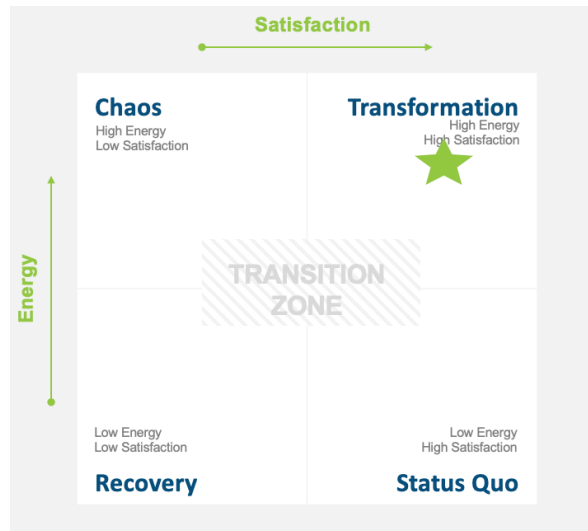 Satisfaction
Chaos
High Energy
Low Satisfaction
Transformation
High Energy
High Satisfaction
Energy
TRANSITION
ZONE
Low Energy
Low Satisfaction
Recovery
Low Energy
High Satisfaction
Status Quo